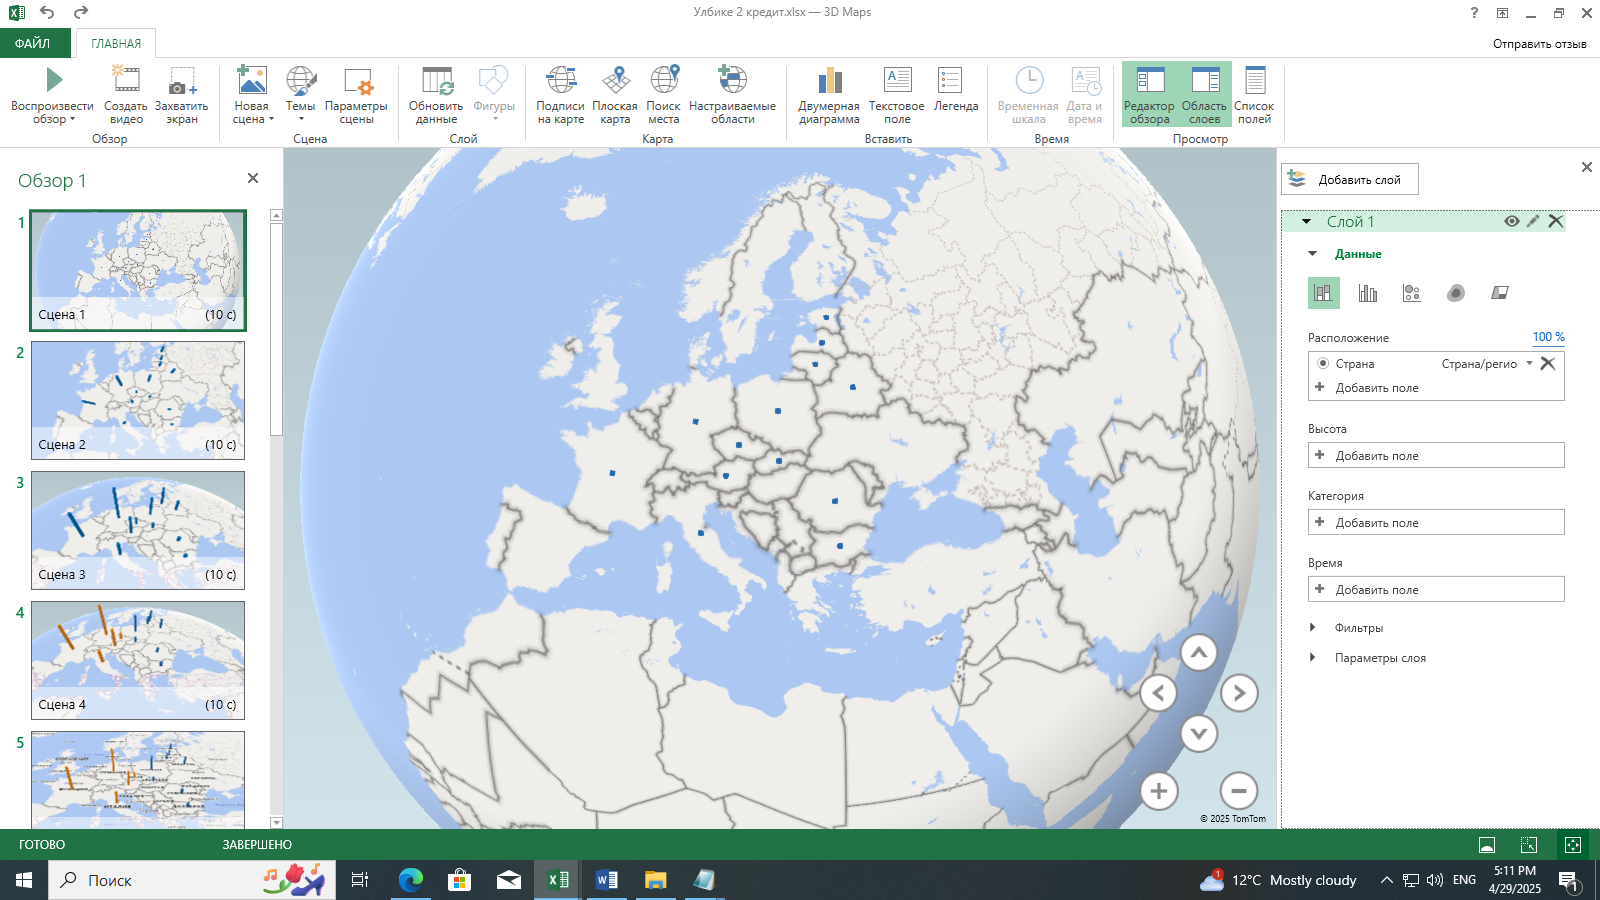 Улбике 2 кредит.xlsx — 3D Maps
?
ФАЙЛ
ГЛАВНАЯ
Отправить отзыв
Воспроизвести обзор
Создать видео
Захватить экран
Обзор
Новая сцена
Темы
Параметры сцены
Сцена
Обновить данные
Фигуры
Слой
Подписи на карте
Плоская карта
Поиск места
Настраиваемые области
Карта
Двумерная диаграмма
Текстовое поле
Легенда
Вставить
Временная шкала
Дата и время
Время
Редактор обзора
Область слоев
Список полей
Просмотр
Обзор 1
1
Сцена 1 (10 с)
2
Сцена 2 (10 с)
3
Сцена 3 (10 с)
4
Сцена 4 (10 с)
5
© 2025 TomTom
Добавить слой
Слой 1
Данные
Расположение 100 %
Страна Страна/регио
Добавить поле
Высота
Добавить поле
Категория
Добавить поле
Время
Добавить поле
Фильтры
Параметры слоя
ГОТОВО
ЗАВЕРШЕНО
Поиск
1
12°C Mostly cloudy
ENG
5:11 PM
4/29/2025
1